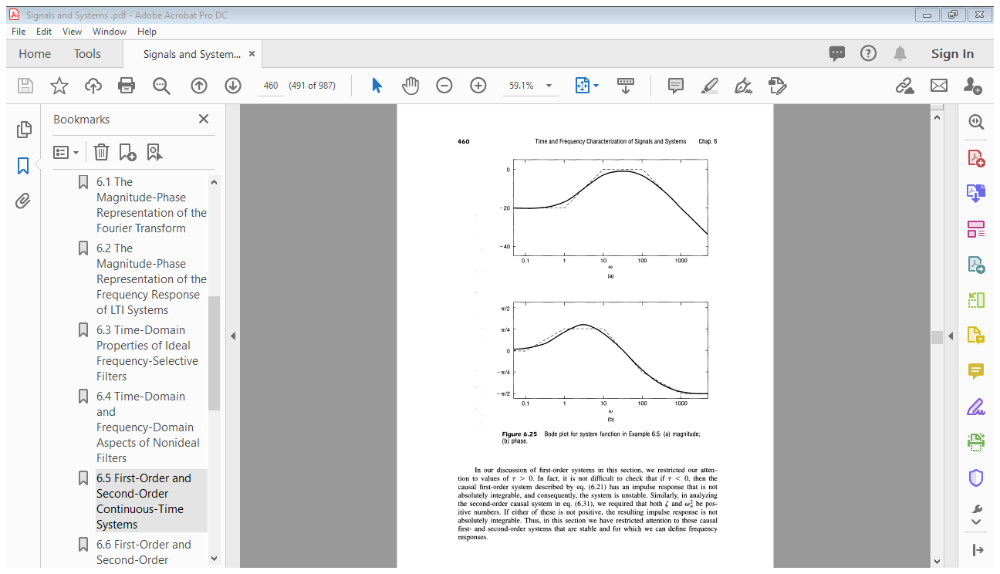 Signals and Systems .pdf - Adobe Acrobat Pro DC
File Edit View Window Help
Home Tools Signals and System... ×
Sign In
460 (491 of 987)
59.1%
Bookmarks
6.1 The
Magnitude-Phase
Representation of the
Fourier Transform
6.2 The
Magnitude-Phase
Representation of the
Frequency Response
of LTI Systems
6.3 Time-Domain
Properties of Ideal
Frequency-Selective
Filters
6.4 Time-Domain
and
Frequency-Domain
Aspects of Nonideal
Filters
6.5 First-Order and
Second-Order
Continuous-Time
Systems
6.6 First-Order and
Second-Order
460 Time and Frequency Characterization of Signals and Systems Chap. 6
0
−20
−40
0.1 1 10 100 1000
ω
(a)
π/2
π/4
0
−π/4
−π/2
0.1 1 10 100 1000
ω
(b)
Figure 6.25 Bode plot for system function in Example 6.5: (a) magnitude;
(b) phase.
In our discussion of first-order systems in this section, we restricted our atten-
tion to values of τ > 0. In fact, it is not difficult to check that if τ < 0, then the
causal first-order system described by eq. (6.21) has an impulse response that is not
absolutely integrable, and consequently, the system is unstable. Similarly, in analyzing
the second-order causal system in eq. (6.31), we required that both ζ and ωₙ² be pos-
itive numbers. If either of these is not positive, the resulting impulse response is not
absolutely integrable. Thus, in this section we have restricted attention to those causal
first- and second-order systems that are stable and for which we can define frequency
responses.